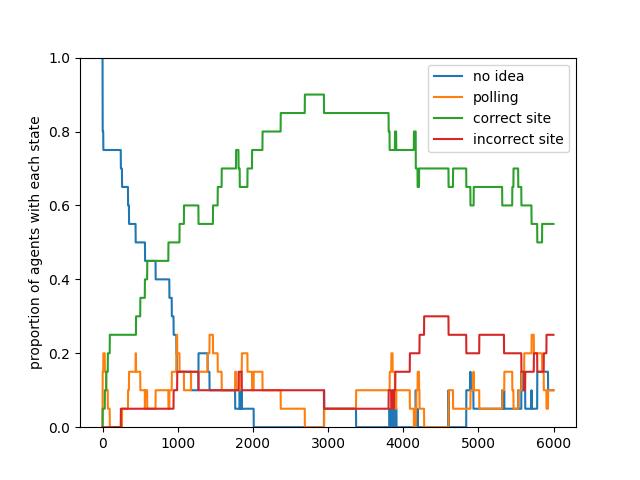 1.0
0.8
0.6
0.4
0.2
0.0
proportion of agents with each state
no idea
polling
correct site
incorrect site
0 1000 2000 3000 4000 5000 6000